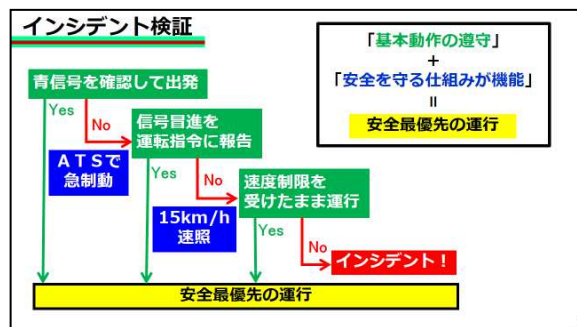 インシデント検証
「基本動作の遵守」
+
「安全を守る仕組みが機能」
＝
安全最優先の運行
青信号を確認して出発
Yes
No
ＡＴＳで
急制動
信号冒進を
運転指令に報告
Yes
No
15km/h
速照
速度制限を
受けたまま運行
Yes
No
インシデント！
安全最優先の運行